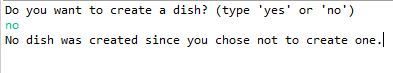 Do you want to create a dish? (type 'yes' or 'no')
no
No dish was created since you chose not to create one.